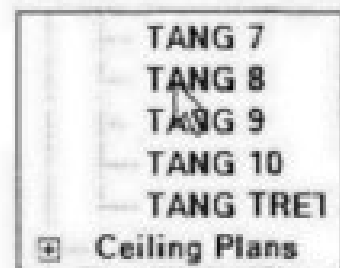 TANG 7
TANG 8
TANG 9
TANG 10
TANG TRET
Ceiling Plans